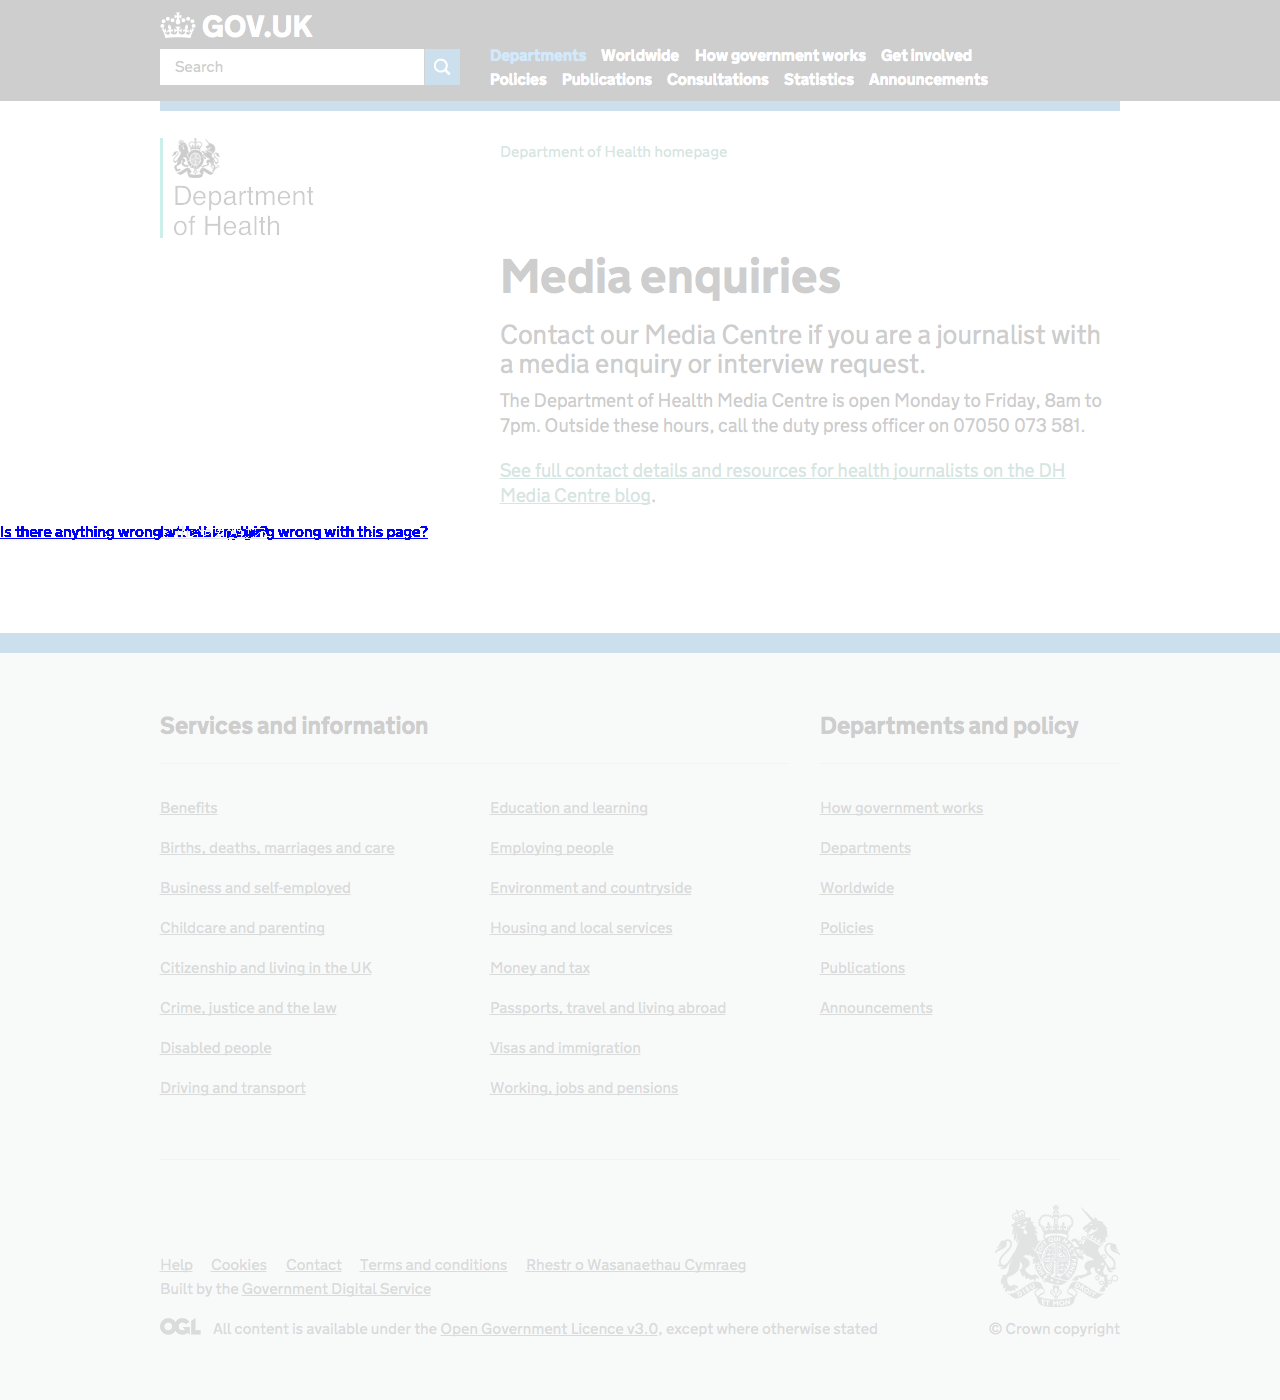 GOV.UK
Search
Departments Worldwide How government works Get involved
Policies Publications Consultations Statistics Announcements
Department
of Health
Department of Health homepage
Media enquiries
Contact our Media Centre if you are a journalist with
a media enquiry or interview request.
The Department of Health Media Centre is open Monday to Friday, 8am to
7pm. Outside these hours, call the duty press officer on 07050 073 581.
See full contact details and resources for health journalists on the DH
Media Centre blog.
Is there anything wrong wrong with this page?
Services and information
Departments and policy
Benefits
Education and learning
How government works
Births, deaths, marriages and care
Employing people
Departments
Business and self-employed
Environment and countryside
Worldwide
Childcare and parenting
Housing and local services
Policies
Citizenship and living in the UK
Money and tax
Publications
Crime, justice and the law
Passports, travel and living abroad
Announcements
Disabled people
Visas and immigration
Driving and transport
Working, jobs and pensions
Help Cookies Contact Terms and conditions Rhestr o Wasanaethau Cymraeg
Built by the Government Digital Service
OGL All content is available under the Open Government Licence v3.0, except where otherwise stated
© Crown copyright